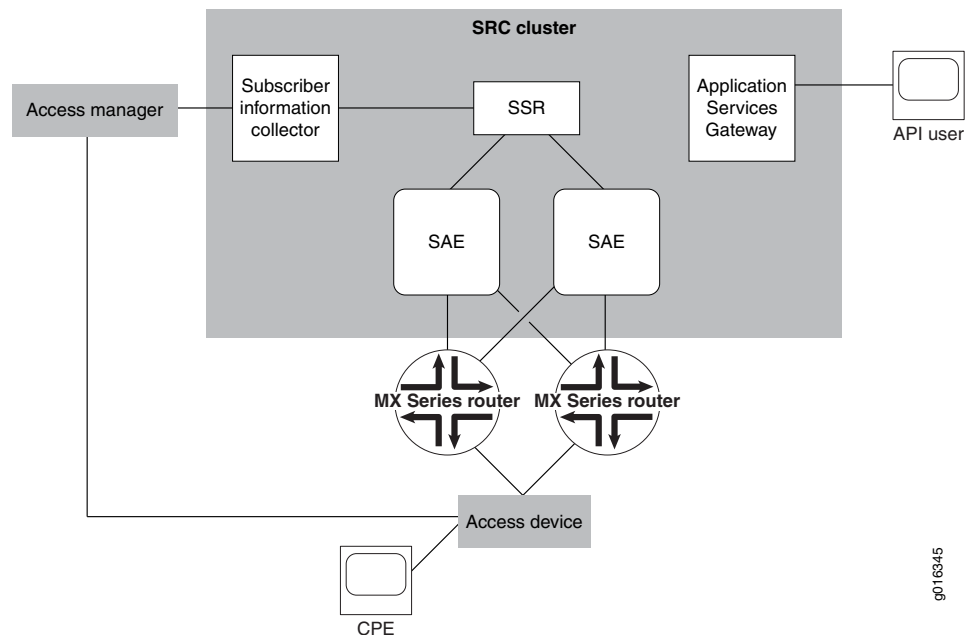 SRC cluster
Access manager
Subscriber
information
collector
SSR
Application
Services
Gateway
API user
SAE
SAE
MX Series router
MX Series router
Access device
CPE
g016345